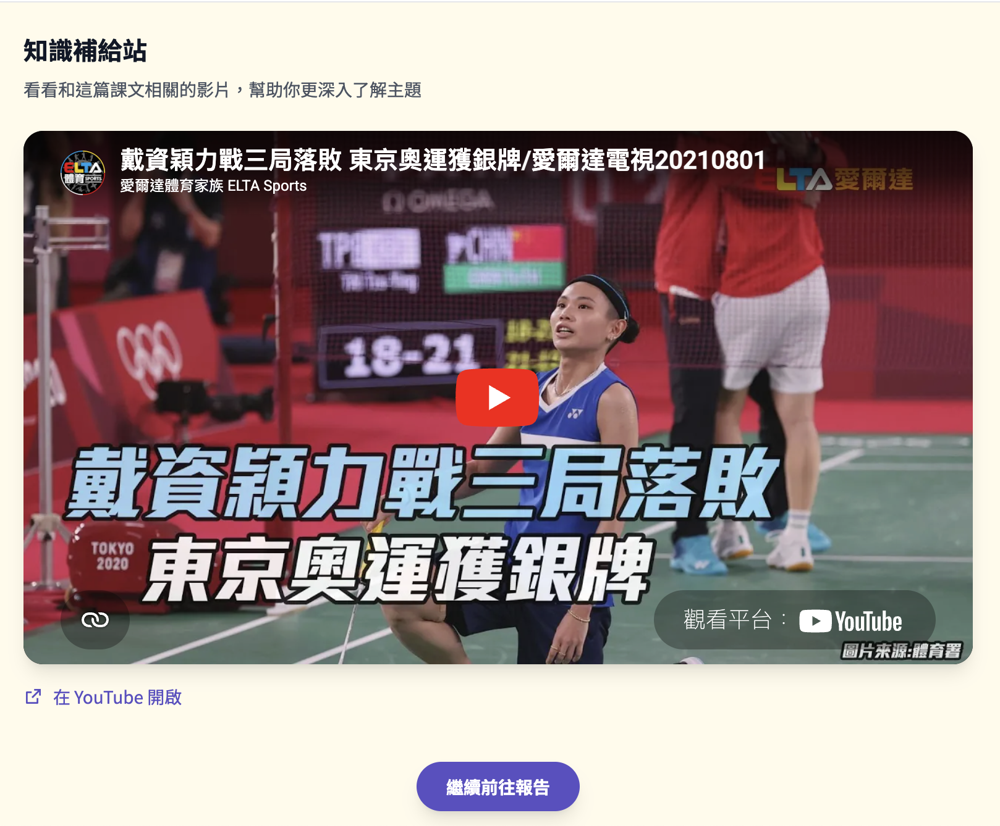 知識補給站
看看和這篇課文相關的影片，幫助你更深入了解主題
戴資穎力戰三局落敗 東京奧運獲銀牌/愛爾達電視20210801
愛爾達體育家族 ELTA Sports
ELTA
體育 SPORTS
ELTA 愛爾達
OMEGA
CHN
18-21
戴資穎力戰三局落敗
TOKYO
2020
東京奧運獲銀牌
觀看平台：YouTube
圖片來源:體育署
在 YouTube 開啟
繼續前往報告